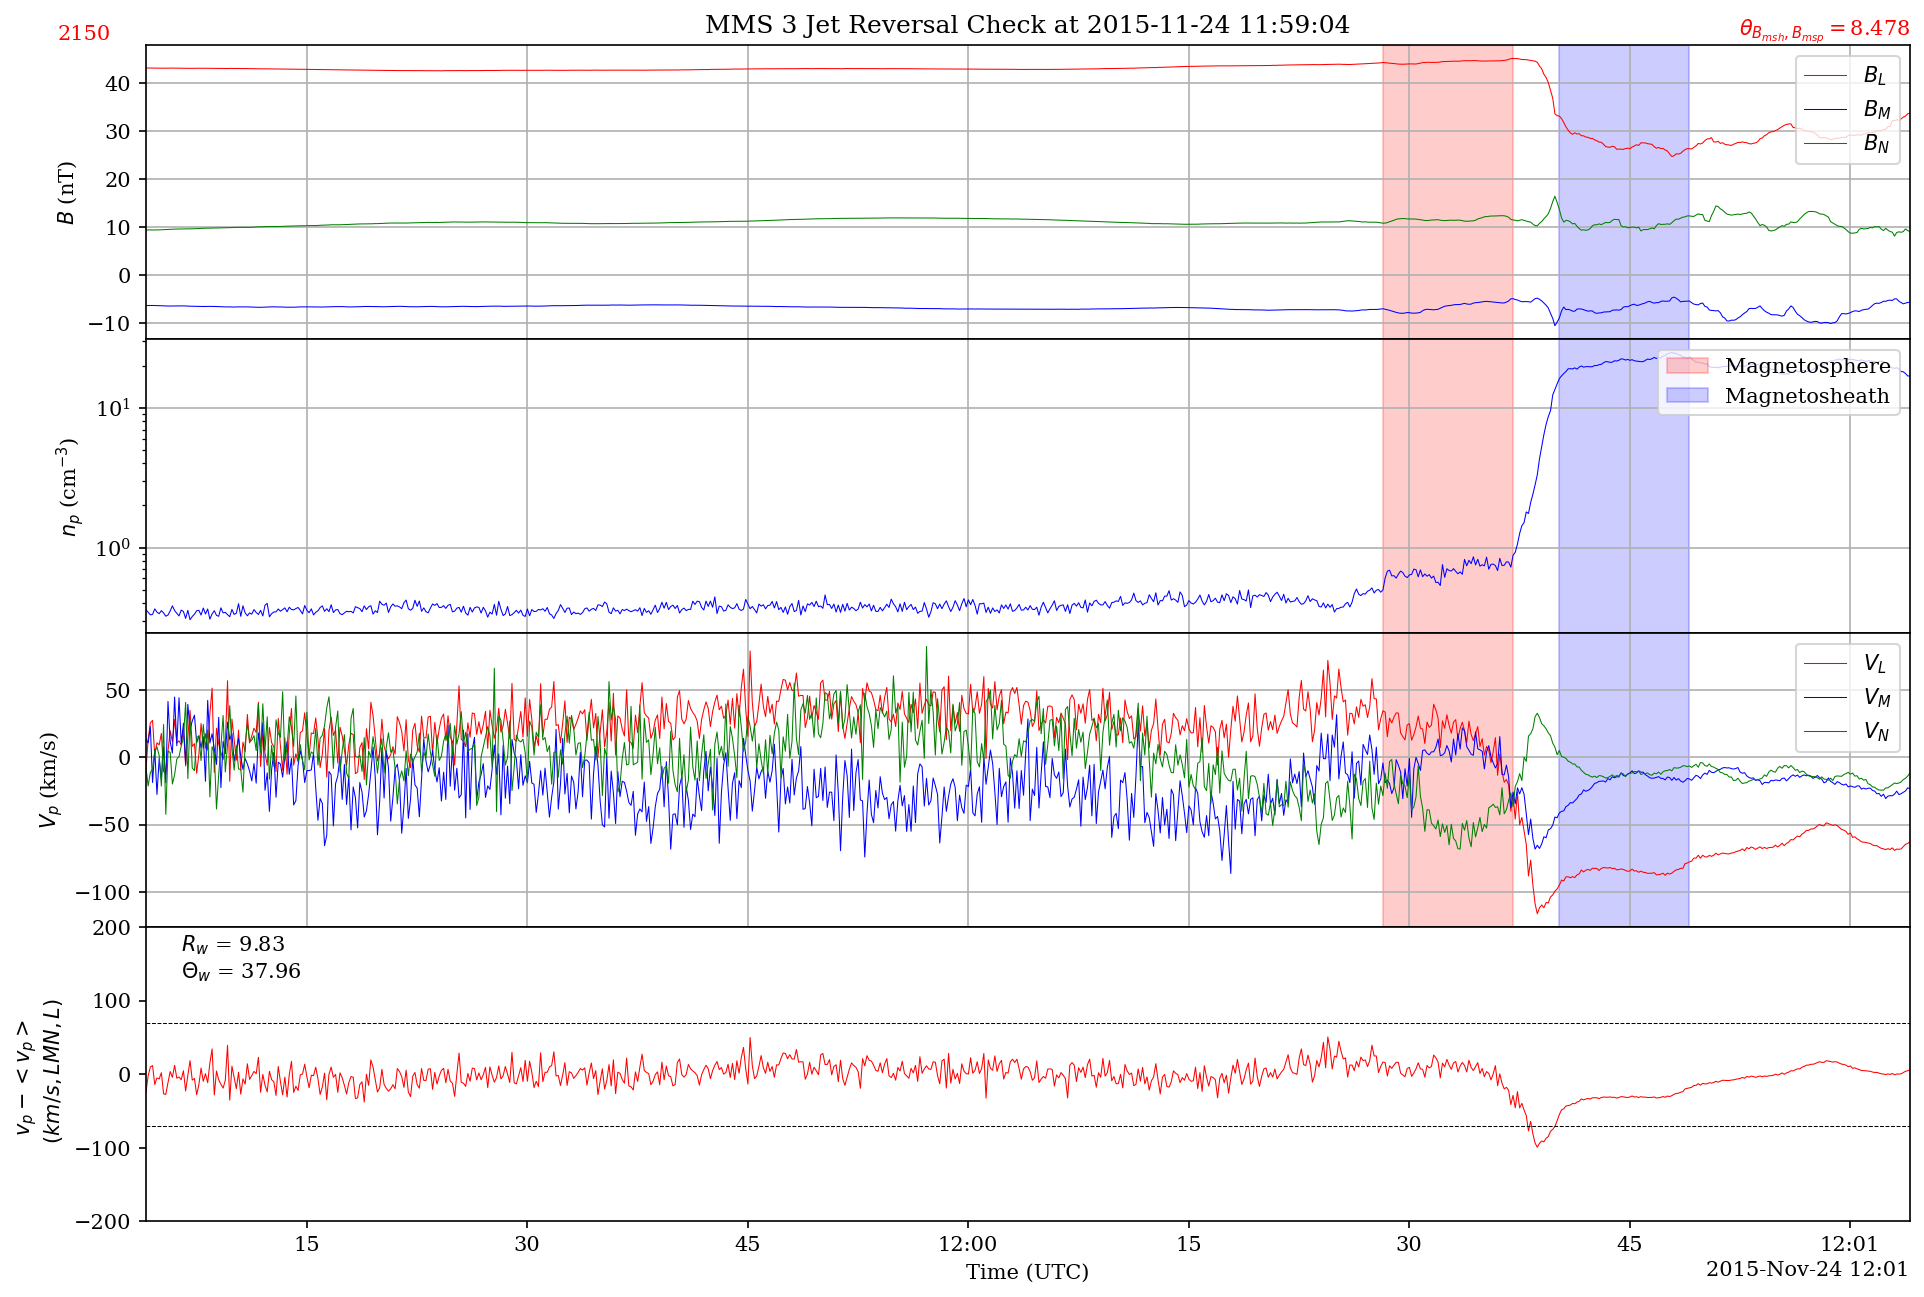 2150
MMS 3 Jet Reversal Check at 2015-11-24 11:59:04
θ_{B_{msh}, B_{msp}} = 8.478
B (nT)
40
30
20
10
0
−10
B_L
B_M
B_N
n_p (cm^{−3})
10^1
10^0
Magnetosphere
Magnetosheath
V_p (km/s)
50
0
−50
−100
V_L
V_M
V_N
v_p − < v_p >
(km/s, LMN, L)
200
100
0
−100
−200
R_w = 9.83
Θ_w = 37.96
15
30
45
12:00
15
30
45
12:01
Time (UTC)
2015-Nov-24 12:01